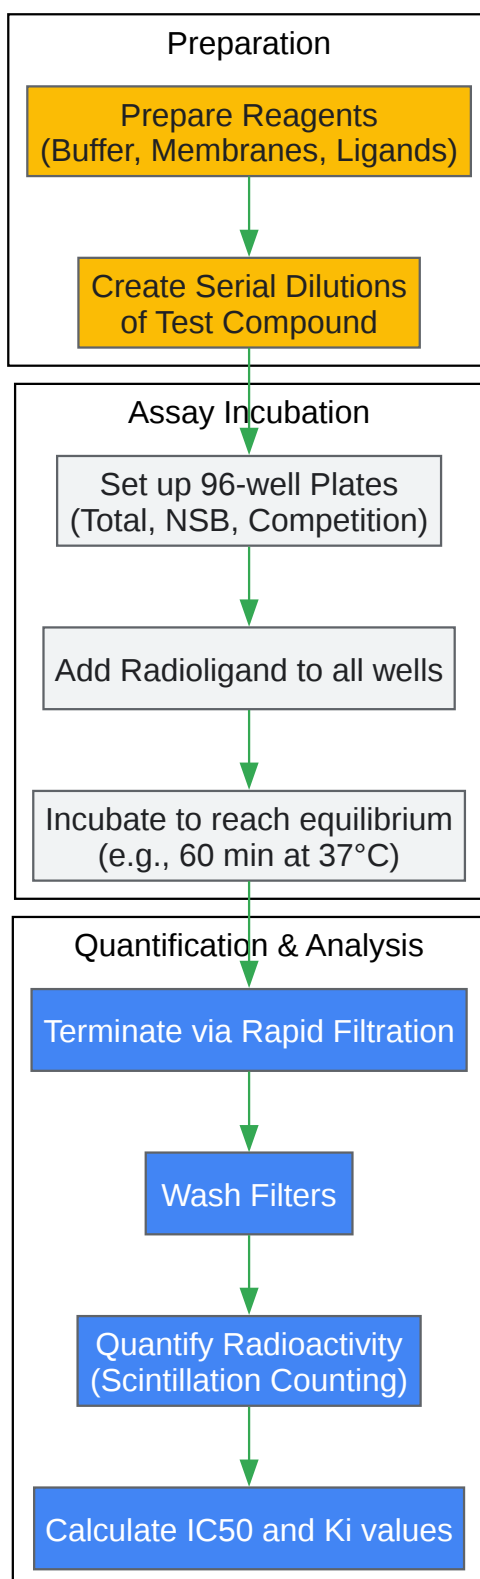 Preparation
Prepare Reagents
(Buffer, Membranes, Ligands)
Create Serial Dilutions
of Test Compound
Assay Incubation
Set up 96-well Plates
(Total, NSB, Competition)
Add Radioligand to all wells
Incubate to reach equilibrium
(e.g., 60 min at 37°C)
Quantification & Analysis
Terminate via Rapid Filtration
Wash Filters
Quantify Radioactivity
(Scintillation Counting)
Calculate IC50 and Ki values